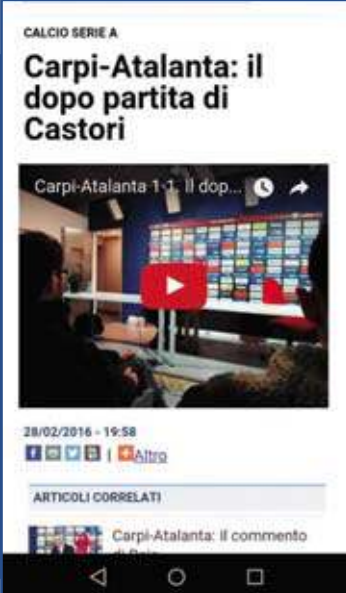 CALCIO SERIE A
Carpi-Atalanta: il
dopo partita di
Castori
Carpi-Atalanta 1-1, il dop...
28/02/2016 - 19:58
| Altro
ARTICOLI CORRELATI
Carpi-Atalanta: il commento